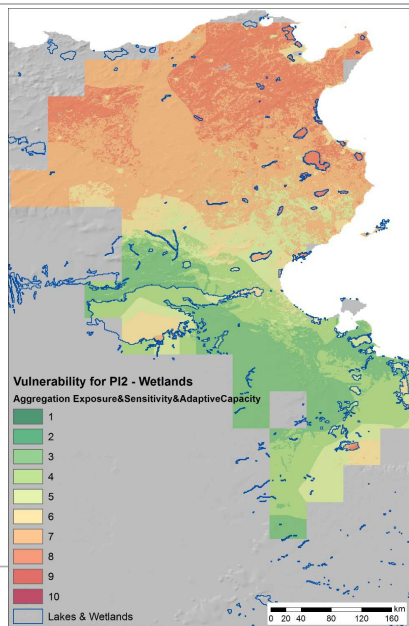 Vulnerability for PI2 - Wetlands
Aggregation Exposure&Sensitivity&AdaptiveCapacity
1
2
3
4
5
6
7
8
9
10
Lakes & Wetlands
km
0 20 40 80 120 160